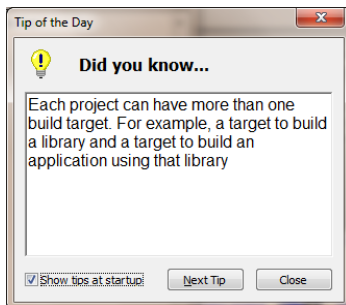 Tip of the Day
Did you know...
Each project can have more than one
build target. For example, a target to build
a library and a target to build an
application using that library
Show tips at startup
Next Tip
Close